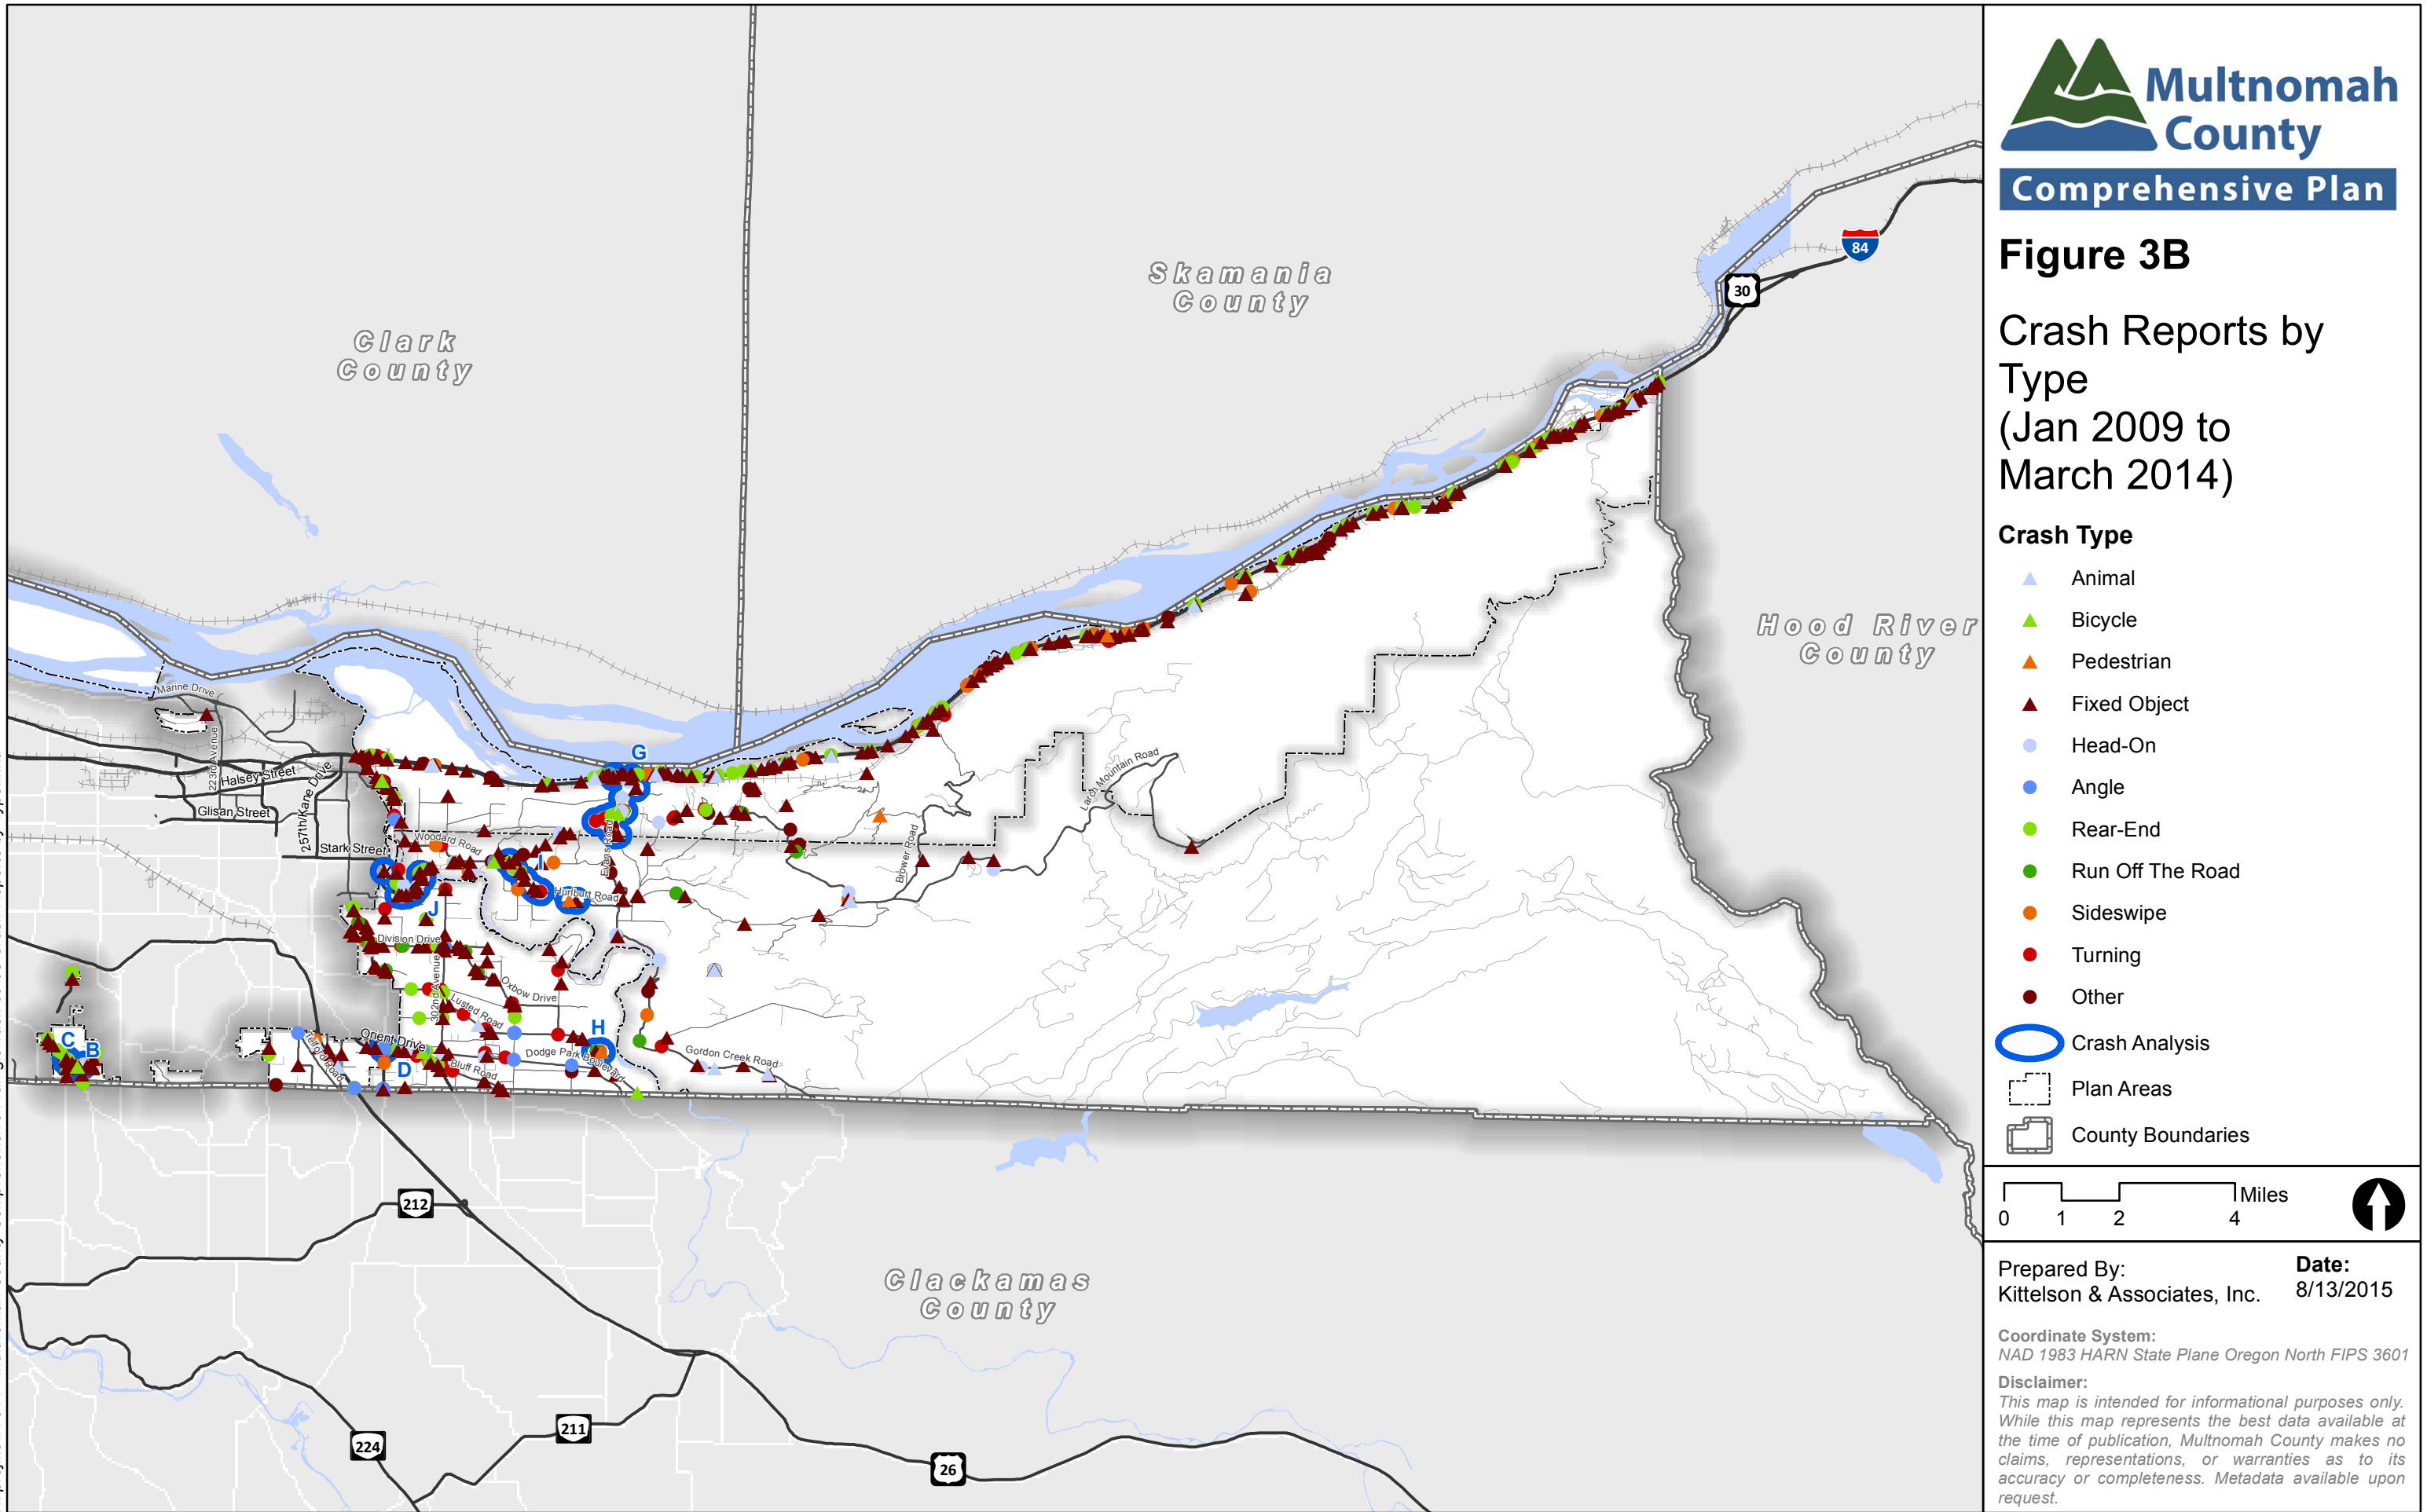 Clark
County
Skamania
County
Hood River
County
Clackamas
County
84
30
212
224
211
26
Marine Drive
223rd Avenue
Halsey Street
257th/Kane Drive
Glisan Street
Stark Street
Woodard Road
Evans Road
Hurlburt Road
Larch Mountain Road
Brower Road
Division Drive
302nd Avenue
Oxbow Drive
Lusted Road
Orient Drive
Telford Road
Bluff Road
Dodge Park Boulevard
Gordon Creek Road
G
I
J
H
D
C
B
Multnomah
County
Comprehensive Plan
Figure 3B
Crash Reports by
Type
(Jan 2009 to
March 2014)
Crash Type
Animal
Bicycle
Pedestrian
Fixed Object
Head-On
Angle
Rear-End
Run Off The Road
Sideswipe
Turning
Other
Crash Analysis
Plan Areas
County Boundaries
Miles
0 1 2 4
Prepared By:
Kittelson & Associates, Inc.
Date:
8/13/2015
Coordinate System:
NAD 1983 HARN State Plane Oregon North FIPS 3601
Disclaimer:
This map is intended for informational purposes only.
While this map represents the best data available at
the time of publication, Multnomah County makes no
claims, representations, or warranties as to its
accuracy or completeness. Metadata available upon
request.